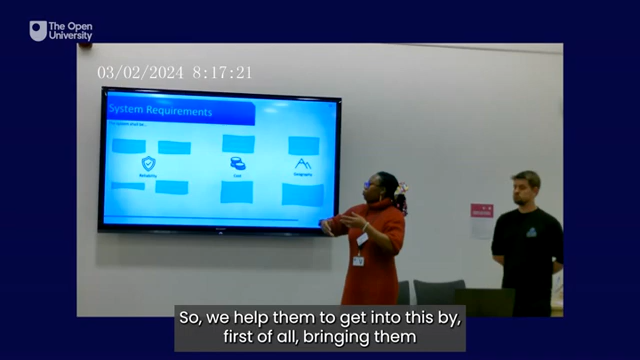 The Open
University
03/02/2024 8:17:21
System Requirements
Reliability
Cost
Geography
So, we help them to get into this by,
first of all, bringing them